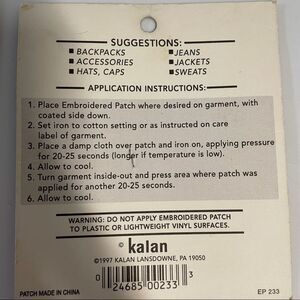 SUGGESTIONS:
■ BACKPACKS ■ JEANS
■ ACCESSORIES ■ JACKETS
■ HATS, CAPS ■ SWEATS
APPLICATION INSTRUCTIONS:
1. Place Embroidered Patch where desired on garment, with
coated side down.
2. Set iron to cotton setting or as instructed on care
label of garment.
3. Place a damp cloth over patch and iron on, applying pressure
for 20-25 seconds (longer if temperature is low).
4. Allow to cool.
5. Turn garment inside-out and press area where patch was
applied for another 20-25 seconds.
6. Allow to cool.
WARNING: DO NOT APPLY EMBROIDERED PATCH
TO PLASTIC OR LIGHTWEIGHT VINYL SURFACES.
© kalan
©1997 KALAN LANSDOWNE, PA 19050
0 24685 00233 3
PATCH MADE IN CHINA EP 233